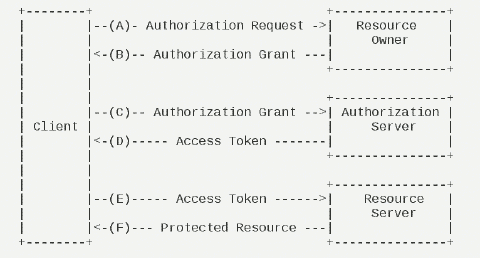 +--------+                               +---------------+
|        |--(A)- Authorization Request ->|   Resource    |
|        |                               |     Owner     |
|        |<-(B)-- Authorization Grant ---|               |
|        |                               +---------------+
|        |
|        |                               +---------------+
|        |--(C)-- Authorization Grant -->| Authorization |
| Client |                               |     Server    |
|        |<-(D)----- Access Token -------|               |
|        |                               +---------------+
|        |
|        |                               +---------------+
|        |--(E)----- Access Token ------>|    Resource   |
|        |                               |     Server    |
|        |<-(F)--- Protected Resource ---|               |
+--------+                               +---------------+